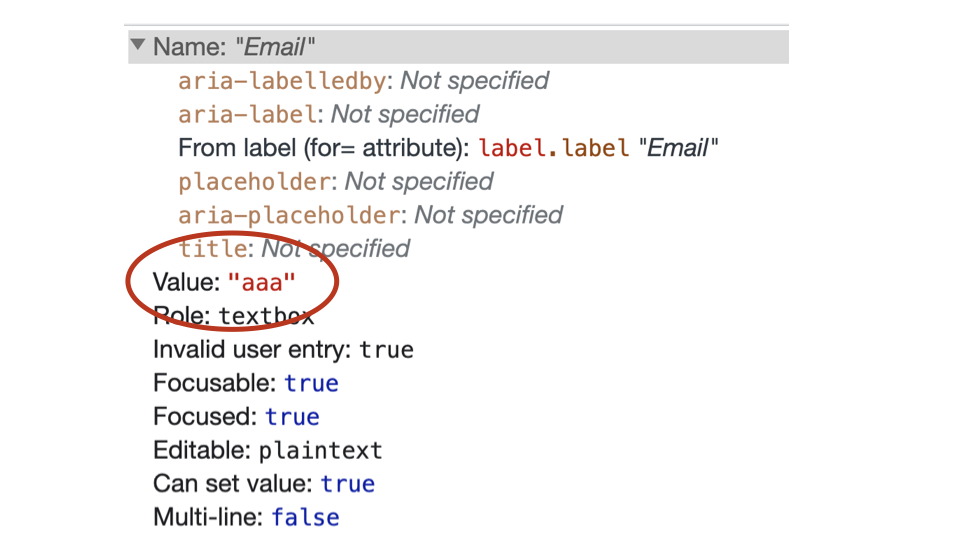 Name: "Email"
aria-labelledby: Not specified
aria-label: Not specified
From label (for= attribute): label.label "Email"
placeholder: Not specified
aria-placeholder: Not specified
title: Not specified
Value: "aaa"
Role: textbox
Invalid user entry: true
Focusable: true
Focused: true
Editable: plaintext
Can set value: true
Multi-line: false